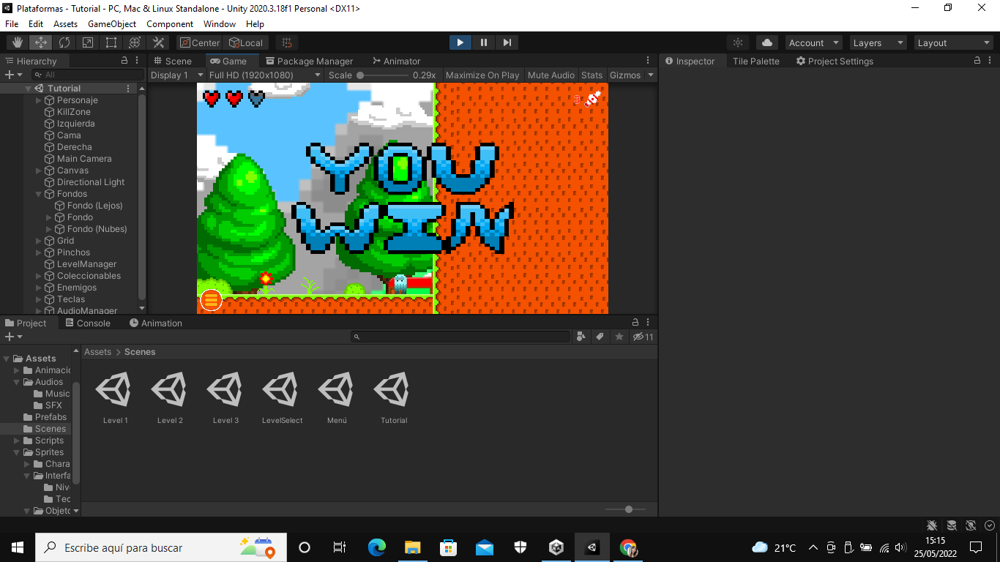 Plataformas - Tutorial - PC, Mac & Linux Standalone - Unity 2020.3.18f1 Personal <DX11>
File Edit Assets GameObject Component Window Help
Center Local Account Layers Layout
Hierarchy
All
Tutorial
Personaje
KillZone
Izquierda
Cama
Derecha
Main Camera
Canvas
Directional Light
Fondos
Fondo (Lejos)
Fondo
Fondo (Nubes)
Grid
Pinchos
LevelManager
Coleccionables
Enemigos
Teclas
AudioManager
Scene Game Package Manager Animator
Display 1 Full HD (1920x1080) Scale 0.29x Maximize On Play Mute Audio Stats Gizmos
3
YOU
WIN
Inspector Tile Palette Project Settings
Project Console Animation
11
Assets
Animacio
Audios
Music
SFX
Prefabs
Scenes
Scripts
Sprites
Chara
Interfa
Niv
Tec
Objeto
Assets > Scenes
Level 1 Level 2 Level 3 LevelSelect Menú Tutorial
Escribe aquí para buscar
21°C
15:15
25/05/2022